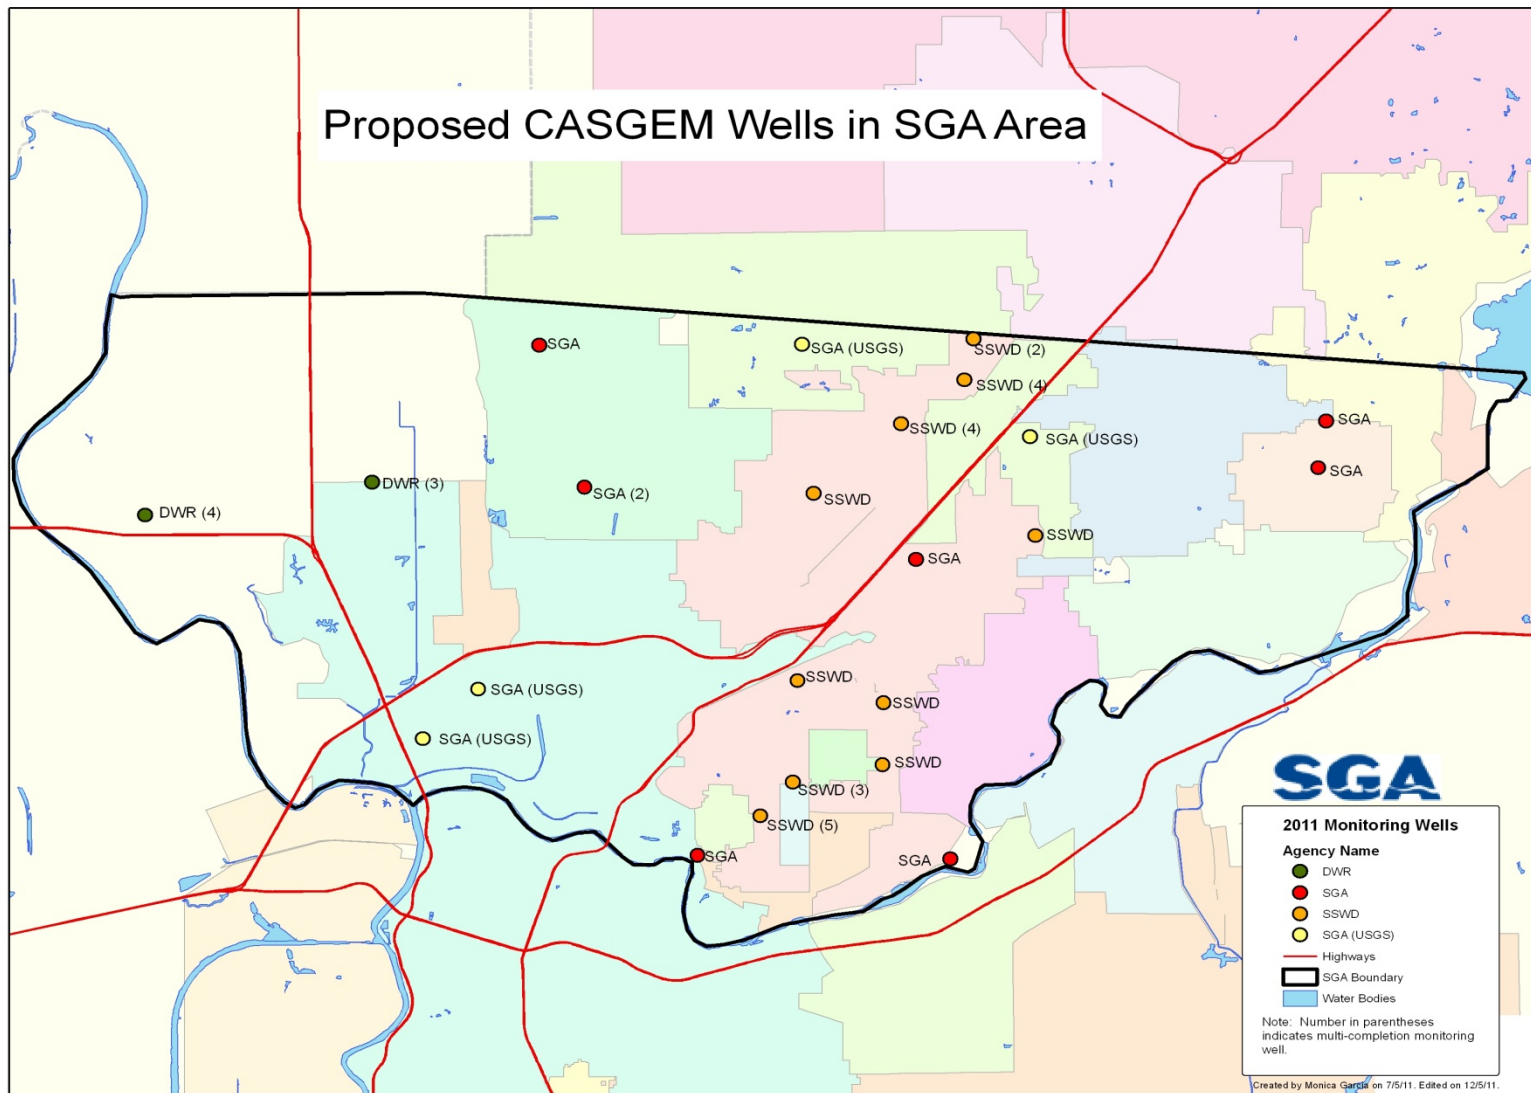 Proposed CASGEM Wells in SGA Area
SGA
SGA (USGS)
SSWD (2)
SSWD (4)
SSWD (4)
SGA (USGS)
SGA
SGA
DWR (3)
SGA (2)
SSWD
DWR (4)
SSWD
SGA
SSWD
SGA (USGS)
SSWD
SGA (USGS)
SSWD
SSWD (3)
SSWD (5)
SGA
SGA
SGA
2011 Monitoring Wells
Agency Name
DWR
SGA
SSWD
SGA (USGS)
Highways
SGA Boundary
Water Bodies
Note: Number in parentheses
indicates multi-completion monitoring
well.
Created by Monica Garcia on 7/5/11. Edited on 12/5/11.